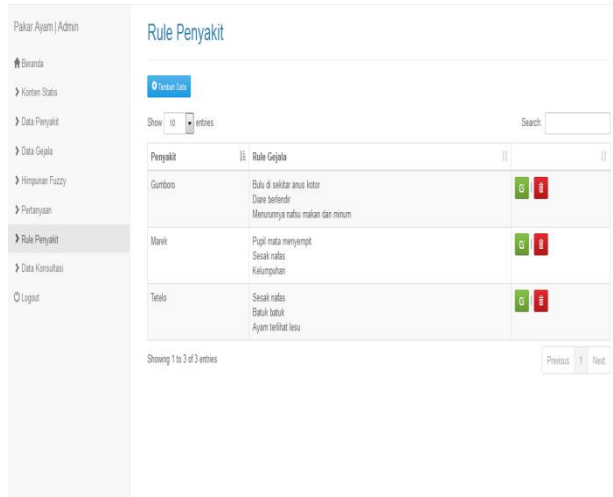 Pakar Ayam | Admin
Beranda
Konten Statis
Data Penyakit
Data Gejala
Himpunan Fuzzy
Pertanyaan
Rule Penyakit
Data Konsultasi
Logout
Rule Penyakit
Tambah Data
Show 10 entries
Search:
Penyakit Rule Gejala
Gumboro Bulu di sekitar anus kotor
Diare berlendir
Menurunnya nafsu makan dan minum
Marek Pupil mata menyempit
Sesak nafas
Kelumpuhan
Tetelo Sesak nafas
Batuk batuk
Ayam terlihat lesu
Showing 1 to 3 of 3 entries
Previous 1 Next